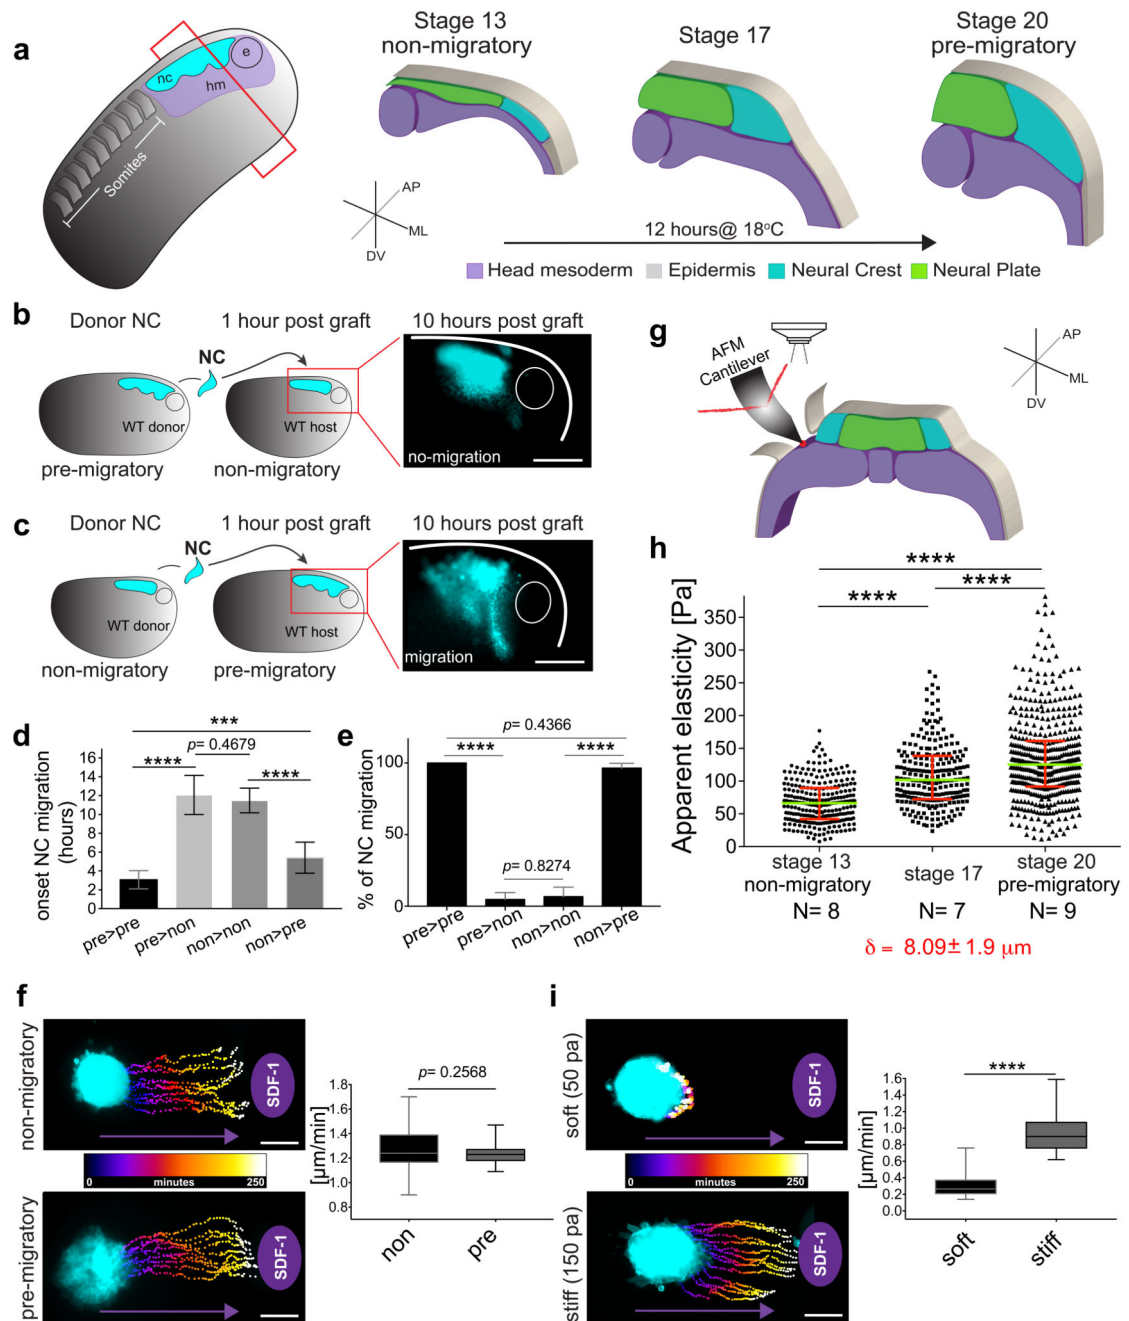 a
Stage 13
non-migratory
Stage 17
Stage 20
pre-migratory
e
nc
hm
Somites
AP
ML
DV
12 hours@ 18°C
Head mesoderm
Epidermis
Neural Crest
Neural Plate
b
Donor NC
1 hour post graft
10 hours post graft
NC
WT donor
WT host
pre-migratory
non-migratory
no-migration
c
Donor NC
1 hour post graft
10 hours post graft
NC
WT donor
WT host
non-migratory
pre-migratory
migration
g
AFM
Cantilever
AP
ML
DV
d
onset NC migration
(hours)
16
14
12
10
8
6
4
2
0
***
p= 0.4679
****
****
pre>pre
pre>non
non>non
non>pre
e
% of NC migration
100
50
0
p= 0.4366
****
****
p= 0.8274
pre>pre
pre>non
non>non
non>pre
h
Apparent elasticity [Pa]
350
300
250
200
150
100
50
0
****
****
****
stage 13
non-migratory
stage 17
stage 20
pre-migratory
N= 8
N= 7
N= 9
δ = 8.09± 1.9 µm
f
non-migratory
SDF-1
0
minutes
250
pre-migratory
SDF-1
[µm/min]
1.8
1.6
1.4
1.2
1.0
0.8
p= 0.2568
non
pre
i
soft (50 pa)
SDF-1
0
minutes
250
stiff (150 pa)
SDF-1
[µm/min]
1.6
1.4
1.2
1.0
0.8
0.6
0.4
0.2
0.0
****
soft
stiff